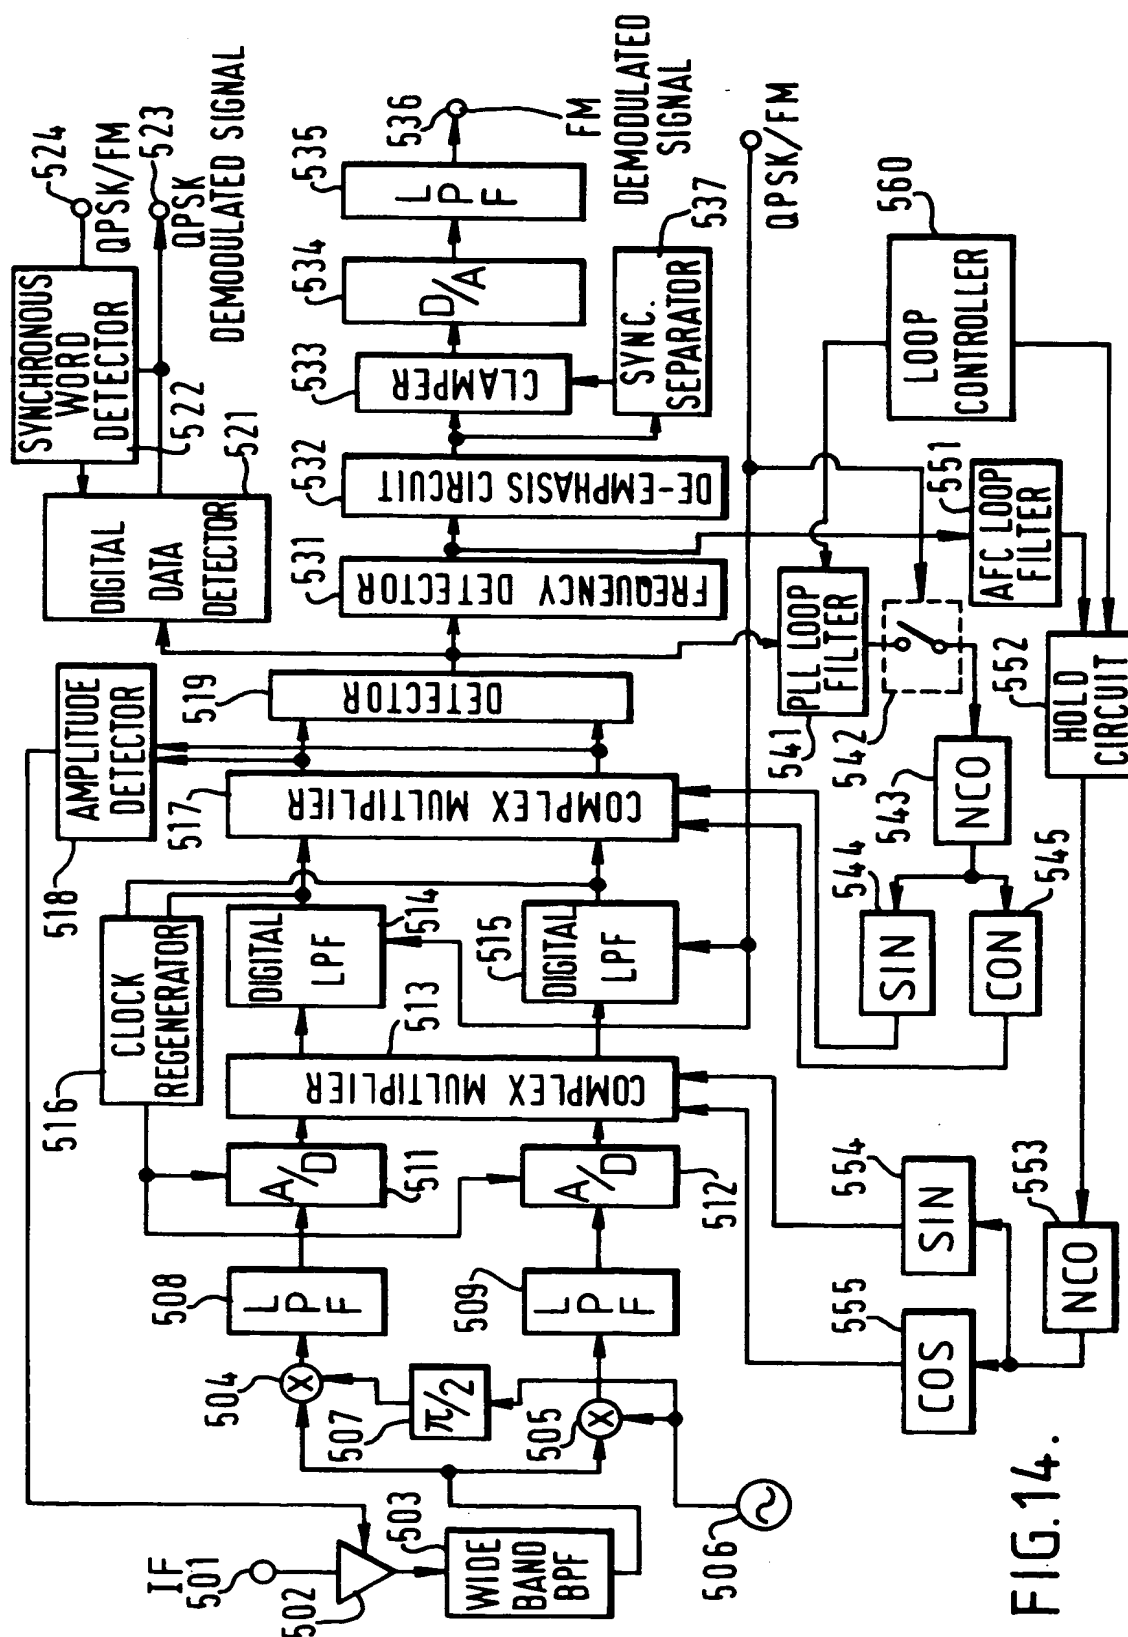 IF
501
502
503
WIDE
BAND
BPF
504
505
506
507
π/2
X
X
508
LPF
509
LPF
511
A/D
512
A/D
513
COMPLEX MULTIPLIER
514
DIGITAL
LPF
515
DIGITAL
LPF
516
CLOCK
REGENERATOR
517
COMPLEX MULTIPLIER
518
AMPLITUDE
DETECTOR
519
DETECTOR
521
DIGITAL
DATA
DETECTOR
522
SYNCHRONOUS
WORD
DETECTOR
524
QPSK/FM
523
QPSK
DEMODULATED SIGNAL
531
FREQUENCY DETECTOR
532
DE-EMPHASIS CIRCUIT
533
CLAMPER
534
D/A
535
LPF
536
FM
DEMODULATED
SIGNAL
537
SYNC.
SEPARATOR
QPSK/FM
541
PLL LOOP
FILTER
542
543
NCO
544
SIN
545
CON
551
AFC LOOP
FILTER
552
HOLD
CIRCUIT
553
NCO
554
SIN
555
COS
560
LOOP
CONTROLLER
FIG.14.